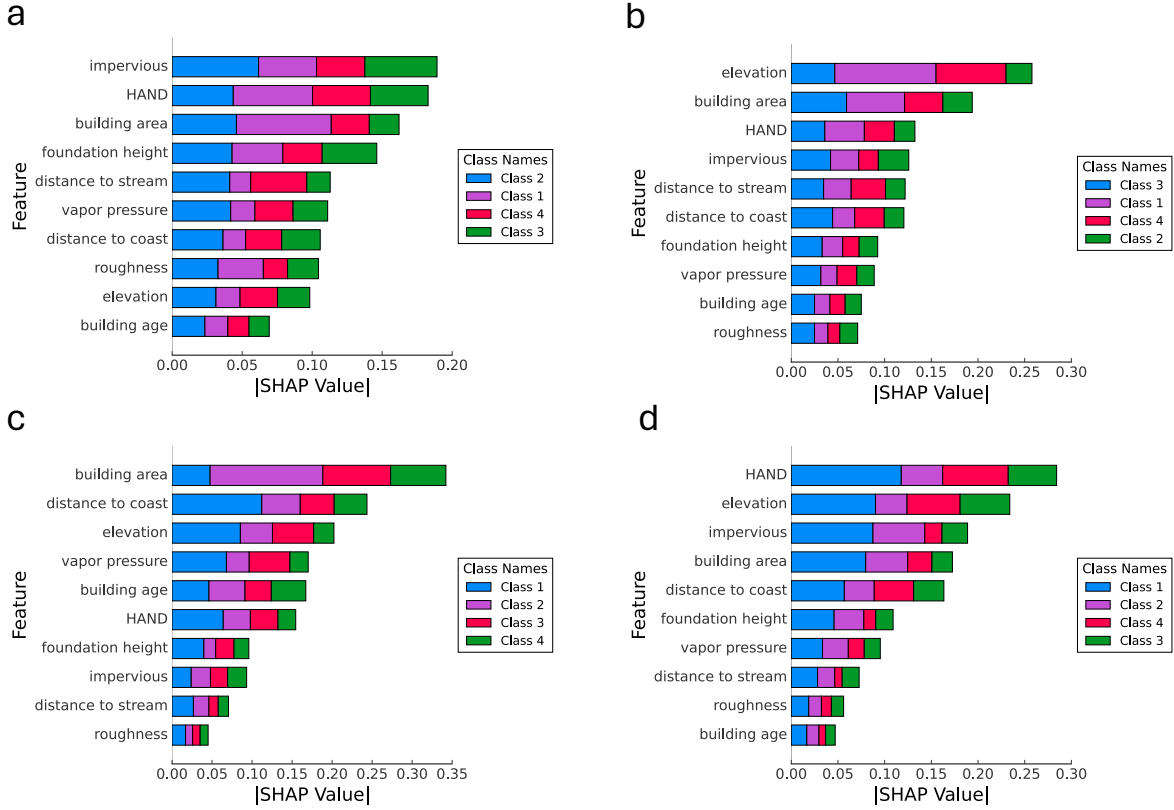 a
impervious
HAND
building area
foundation height
distance to stream
vapor pressure
distance to coast
roughness
elevation
building age
Feature
0.00 0.05 0.10 0.15 0.20
|SHAP Value|
Class Names
Class 2
Class 1
Class 4
Class 3
b
elevation
building area
HAND
impervious
distance to stream
distance to coast
foundation height
vapor pressure
building age
roughness
Feature
0.00 0.05 0.10 0.15 0.20 0.25 0.30
|SHAP Value|
Class Names
Class 3
Class 1
Class 4
Class 2
c
building area
distance to coast
elevation
vapor pressure
building age
HAND
foundation height
impervious
distance to stream
roughness
Feature
0.00 0.05 0.10 0.15 0.20 0.25 0.30 0.35
|SHAP Value|
Class Names
Class 1
Class 2
Class 3
Class 4
d
HAND
elevation
impervious
building area
distance to coast
foundation height
vapor pressure
distance to stream
roughness
building age
Feature
0.00 0.05 0.10 0.15 0.20 0.25 0.30
|SHAP Value|
Class Names
Class 1
Class 2
Class 4
Class 3